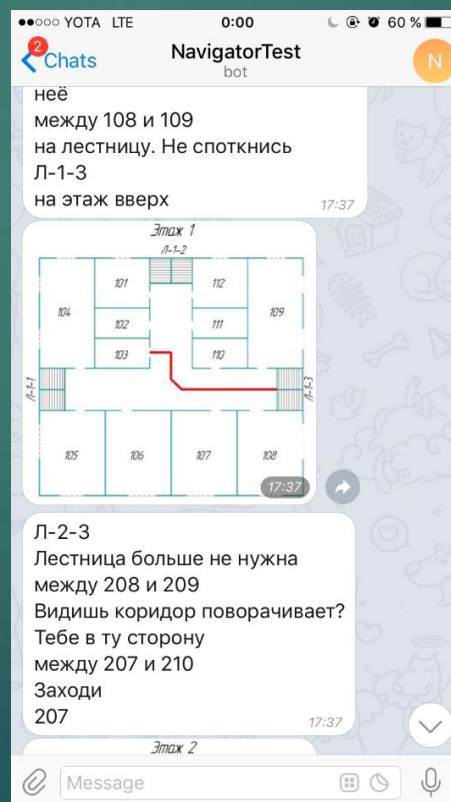 YOTA LTE 0:00 60 %
2
Chats
NavigatorTest
bot
N
неё
между 108 и 109
на лестницу. Не споткнись
Л-1-3
на этаж вверх
17:37
Этаж 1
Л-1-2
101
112
104
109
102
111
103
110
Л-1-1
Л-1-3
105
106
107
108
17:37
Л-2-3
Лестница больше не нужна
между 208 и 209
Видишь коридор поворачивает?
Тебе в ту сторону
между 207 и 210
Заходи
207
17:37
Этаж 2
Message